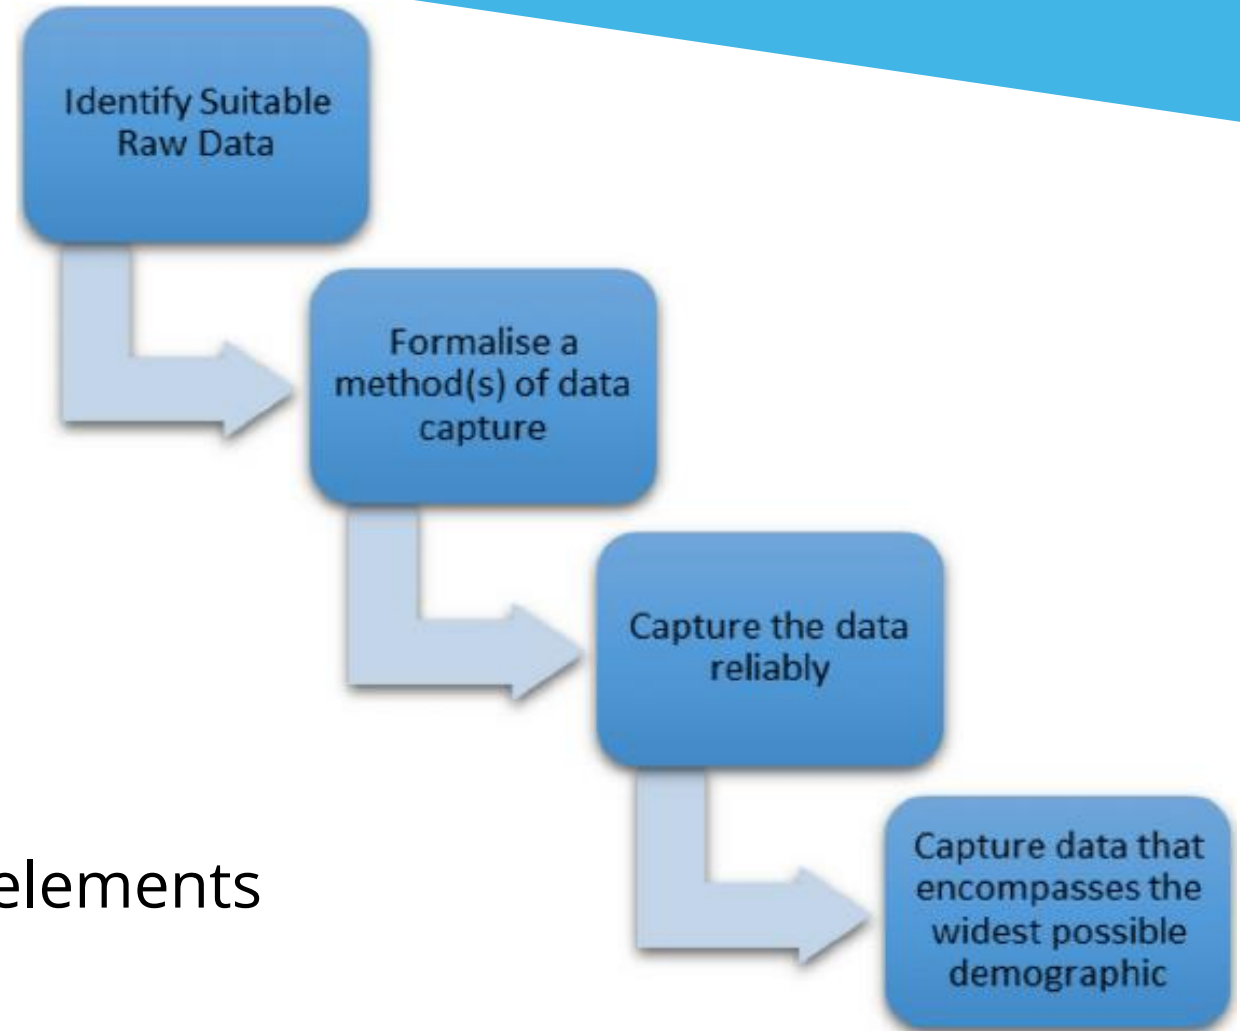 Identify Suitable
Raw Data
Formalise a
method(s) of data
capture
Capture the data
reliably
elements
Capture data that
encompasses the
widest possible
demographic